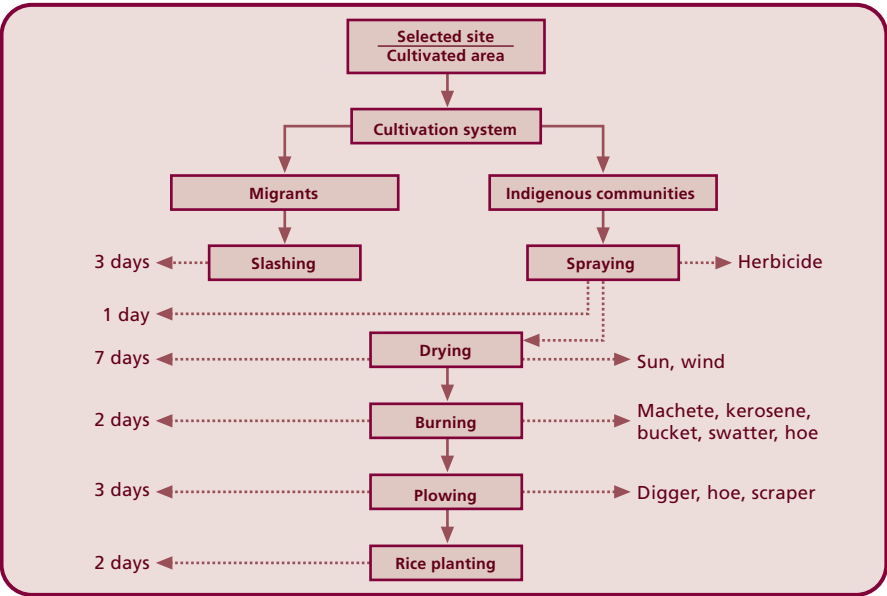 Selected site
Cultivated area
Cultivation system
Migrants
Indigenous communities
3 days
Slashing
Spraying
Herbicide
1 day
Drying
7 days
Sun, wind
2 days
Burning
Machete, kerosene,
bucket, swatter, hoe
3 days
Plowing
Digger, hoe, scraper
2 days
Rice planting